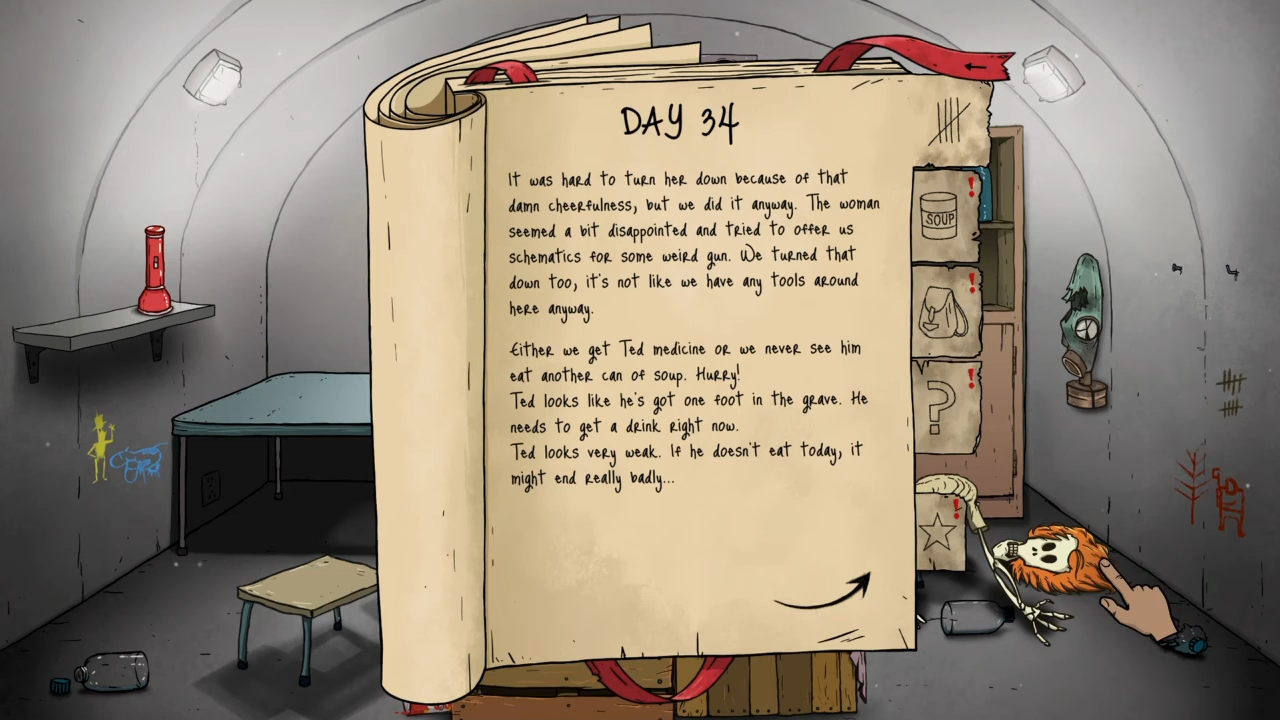 DAY 34
It was hard to turn her down because of that
damn cheerfulness, but we did it anyway. The woman
seemed a bit disappointed and tried to offer us
schematics for some weird gun. We turned that
down too, it's not like we have any tools around
here anyway.
Either we get Ted medicine or we never see him
eat another can of soup. Hurry!
Ted looks like he's got one foot in the grave. He
needs to get a drink right now.
Ted looks very weak. If he doesn't eat today, it
might end really badly...
!
SOUP
!
!
?
!